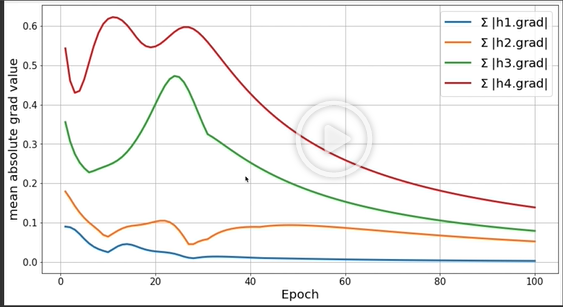 0.6
0.5
0.4
0.3
0.2
0.1
0.0
mean absolute grad value
Σ |h1.grad|
Σ |h2.grad|
Σ |h3.grad|
Σ |h4.grad|
0 20 40 60 80 100
Epoch